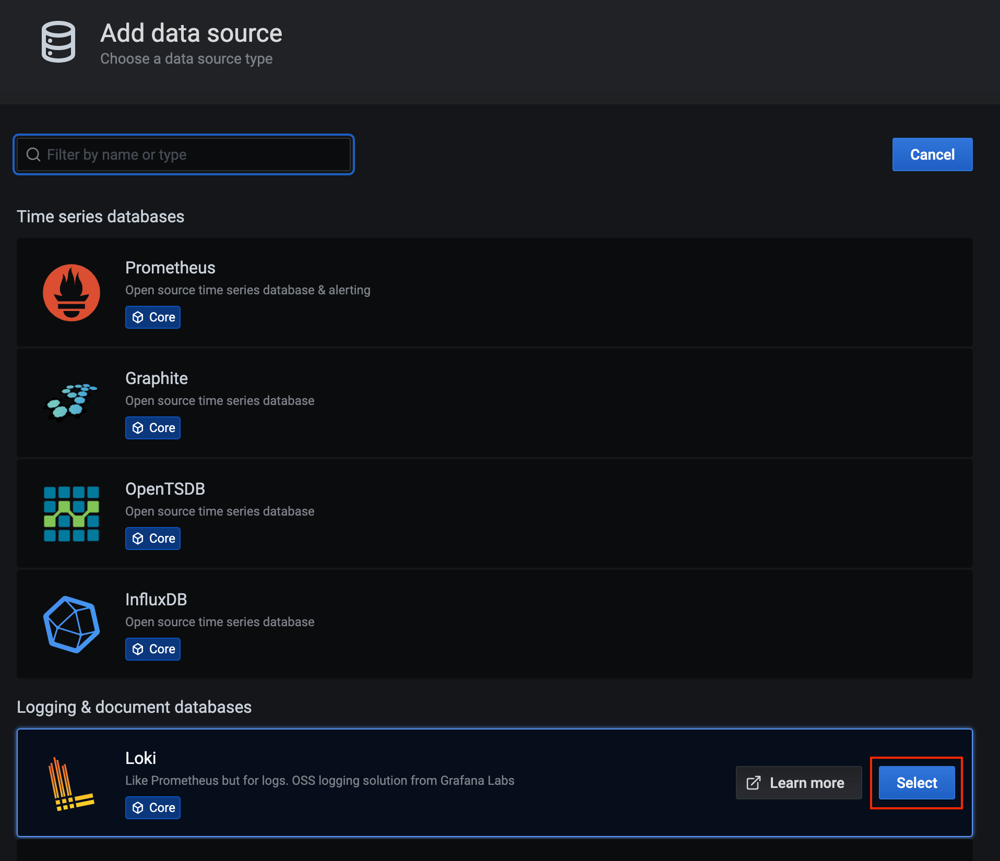 Add data source
Choose a data source type
Filter by name or type
Cancel
Time series databases
Prometheus
Open source time series database & alerting
Core
Graphite
Open source time series database
Core
OpenTSDB
Open source time series database
Core
InfluxDB
Open source time series database
Core
Logging & document databases
Loki
Like Prometheus but for logs. OSS logging solution from Grafana Labs
Core
Learn more
Select